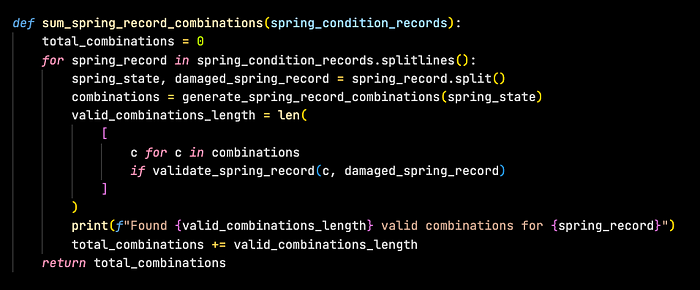 def sum_spring_record_combinations(spring_condition_records):
    total_combinations = 0
    for spring_record in spring_condition_records.splitlines():
        spring_state, damaged_spring_record = spring_record.split()
        combinations = generate_spring_record_combinations(spring_state)
        valid_combinations_length = len(
            [
                c for c in combinations
                if validate_spring_record(c, damaged_spring_record)
            ]
        )
        print(f"Found {valid_combinations_length} valid combinations for {spring_record}")
        total_combinations += valid_combinations_length
    return total_combinations